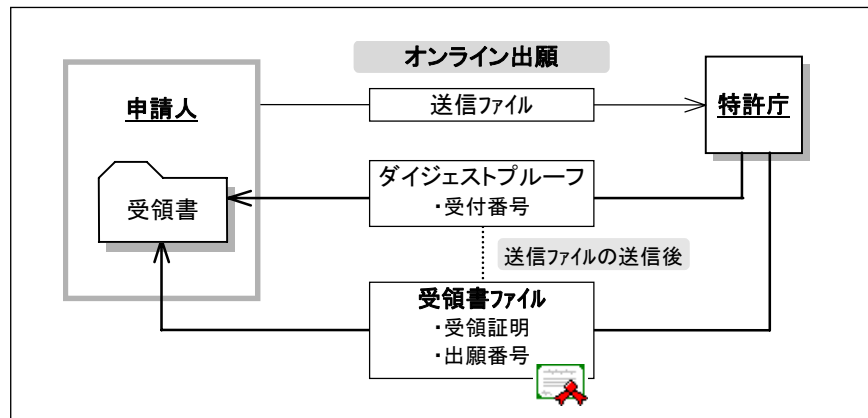 オンライン出願
申請人
送信ファイル
特許庁
ダイジェストプルーフ
・受付番号
受領書
送信ファイルの送信後
受領書ファイル
・受領証明
・出願番号